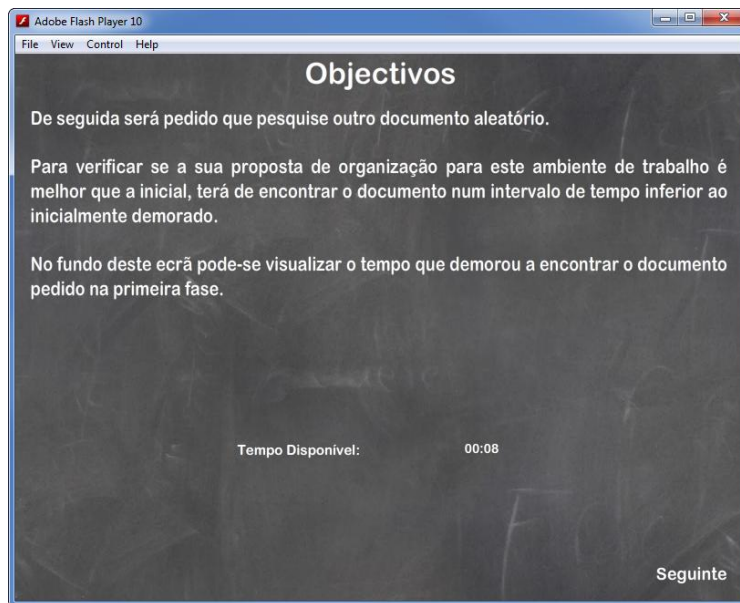 Adobe Flash Player 10
File View Control Help
Objectivos
De seguida será pedido que pesquise outro documento aleatório.
Para verificar se a sua proposta de organização para este ambiente de trabalho é
melhor que a inicial, terá de encontrar o documento num intervalo de tempo inferior ao
inicialmente demorado.
No fundo deste ecrã pode-se visualizar o tempo que demorou a encontrar o documento
pedido na primeira fase.
Tempo Disponível: 00:08
Seguinte